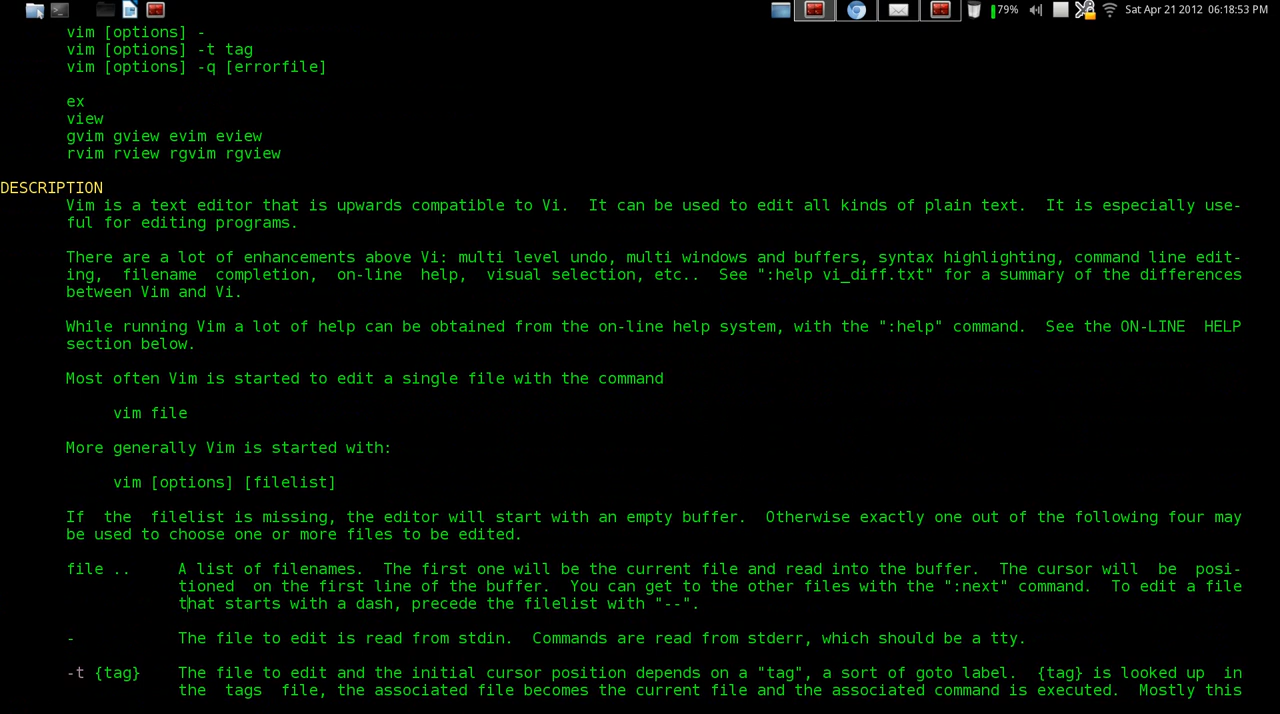 79%
Sat Apr 21 2012 06:18:53 PM
vim [options] -
vim [options] -t tag
vim [options] -q [errorfile]
ex
view
gvim gview evim eview
rvim rview rgvim rgview
DESCRIPTION
Vim is a text editor that is upwards compatible to Vi.  It can be used to edit all kinds of plain text.  It is especially use-
ful for editing programs.
There are a lot of enhancements above Vi: multi level undo, multi windows and buffers, syntax highlighting, command line edit-
ing,  filename  completion,  on-line  help,  visual selection, etc..  See ":help vi_diff.txt" for a summary of the differences
between Vim and Vi.
While running Vim a lot of help can be obtained from the on-line help system, with the ":help" command.  See the ON-LINE  HELP
section below.
Most often Vim is started to edit a single file with the command
vim file
More generally Vim is started with:
vim [options] [filelist]
If  the  filelist is missing, the editor will start with an empty buffer.  Otherwise exactly one out of the following four may
be used to choose one or more files to be edited.
file ..     A list of filenames.  The first one will be the current file and read into the buffer.  The cursor will  be  posi-
tioned  on the first line of the buffer.  You can get to the other files with the ":next" command.  To edit a file
that starts with a dash, precede the filelist with "--".
-           The file to edit is read from stdin.  Commands are read from stderr, which should be a tty.
-t {tag}    The file to edit and the initial cursor position depends on a "tag", a sort of goto label.  {tag} is looked up  in
the  tags  file, the associated file becomes the current file and the associated command is executed.  Mostly this